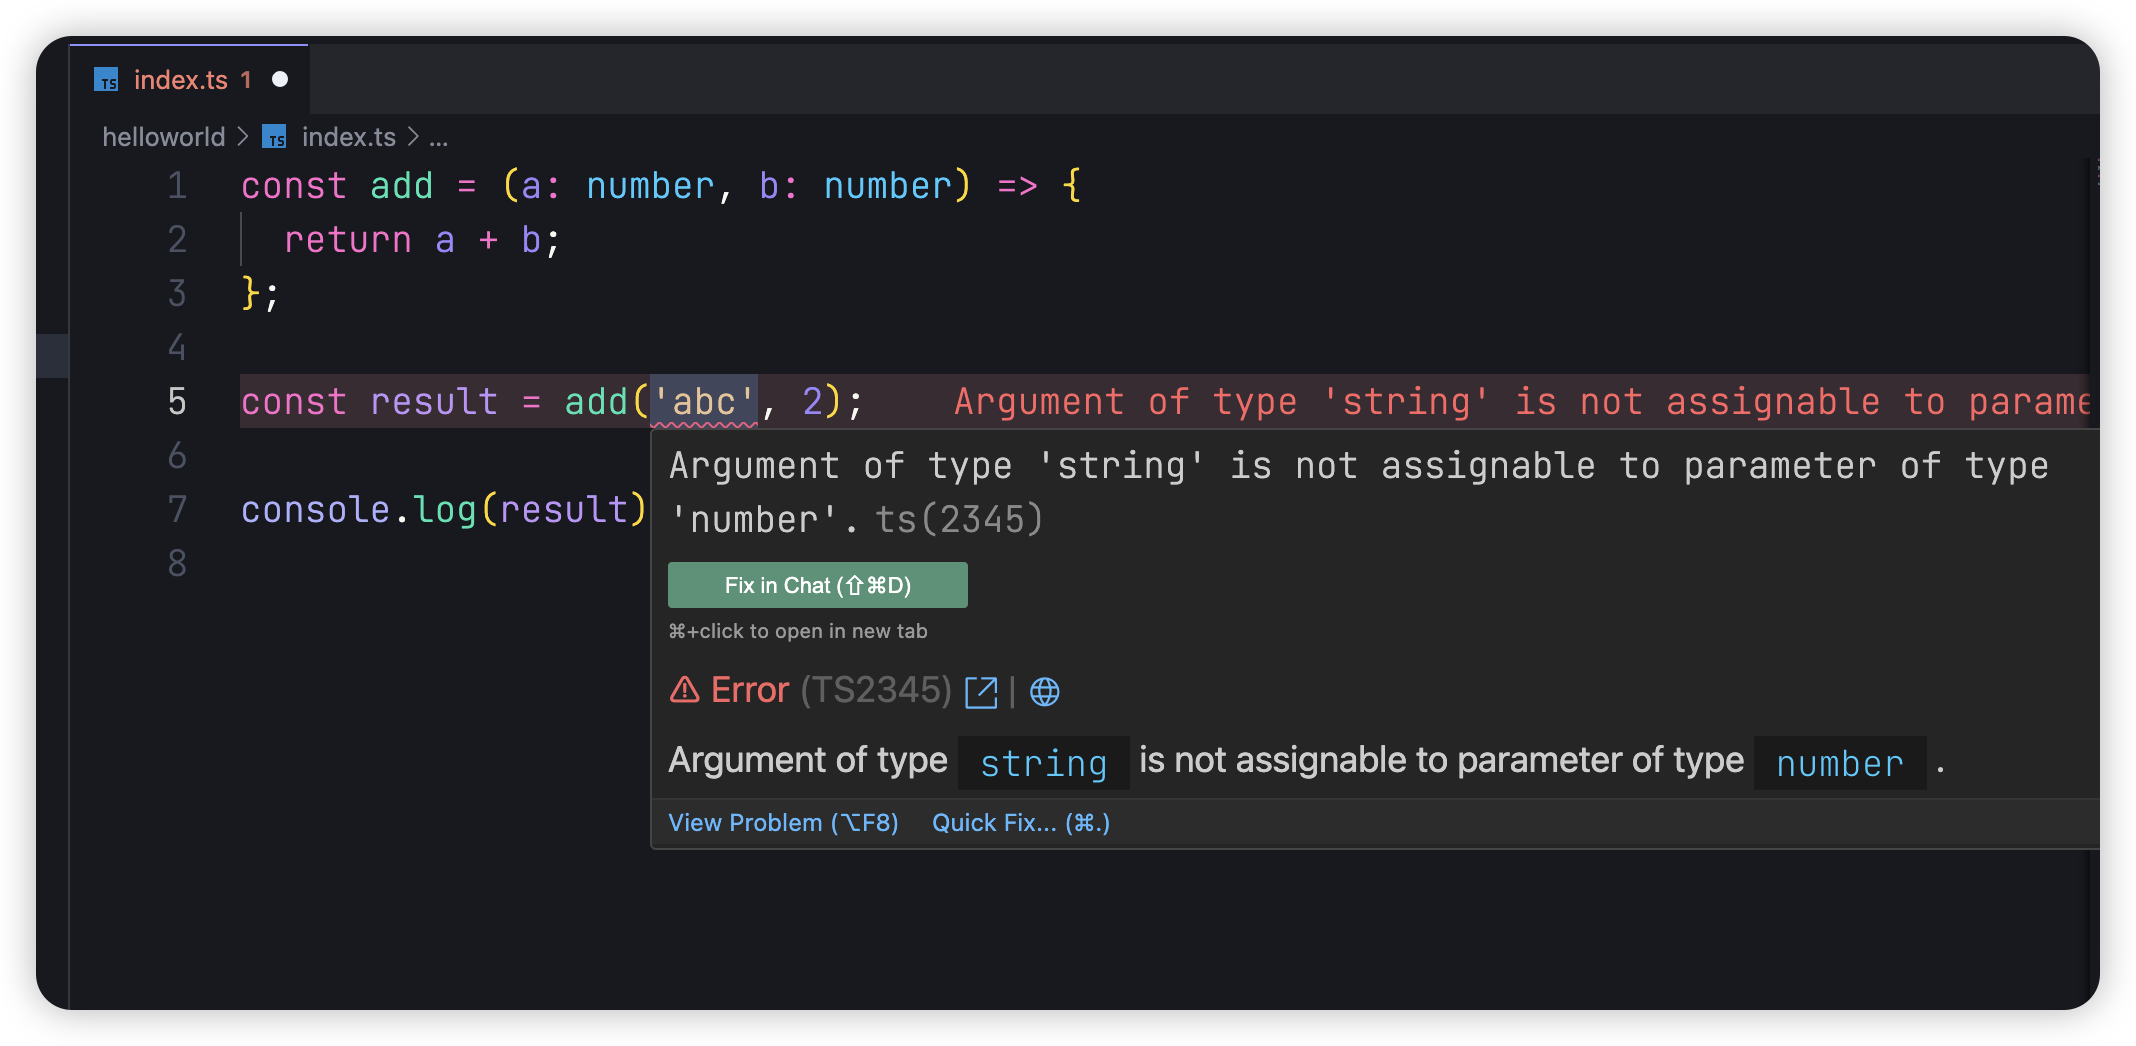 TS index.ts 1
helloworld > TS index.ts > ...
1 const add = (a: number, b: number) => {
2 return a + b;
3 };
4
5 const result = add('abc', 2); Argument of type 'string' is not assignable to parame
6
7 console.log(result)
8
Argument of type 'string' is not assignable to parameter of type
'number'. ts(2345)
Fix in Chat (⇧⌘D)
⌘+click to open in new tab
Error (TS2345) |
Argument of type string is not assignable to parameter of type number .
View Problem (⌥F8) Quick Fix... (⌘.)